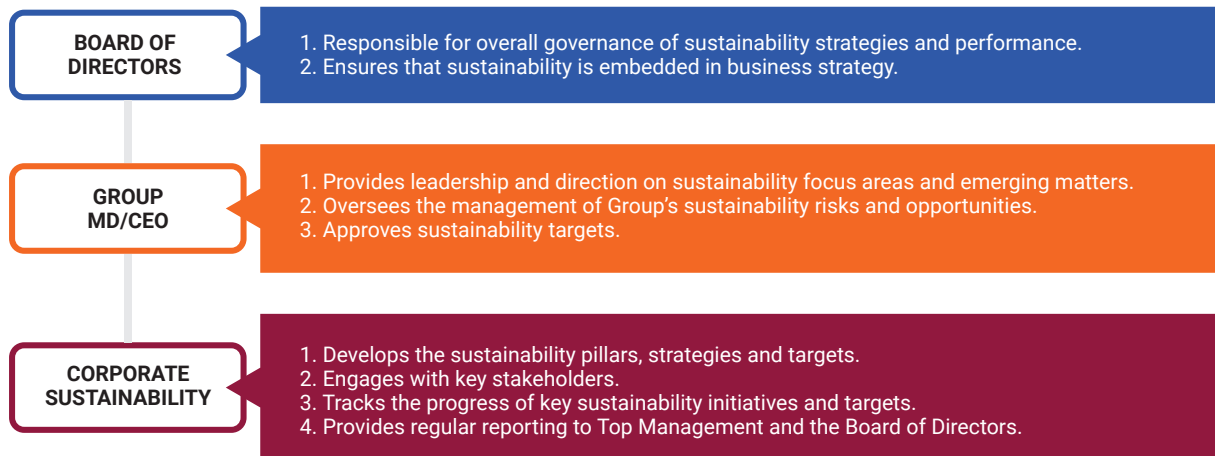 BOARD OF
DIRECTORS
1. Responsible for overall governance of sustainability strategies and performance.
2. Ensures that sustainability is embedded in business strategy.
GROUP
MD/CEO
1. Provides leadership and direction on sustainability focus areas and emerging matters.
2. Oversees the management of Group’s sustainability risks and opportunities.
3. Approves sustainability targets.
CORPORATE
SUSTAINABILITY
1. Develops the sustainability pillars, strategies and targets.
2. Engages with key stakeholders.
3. Tracks the progress of key sustainability initiatives and targets.
4. Provides regular reporting to Top Management and the Board of Directors.